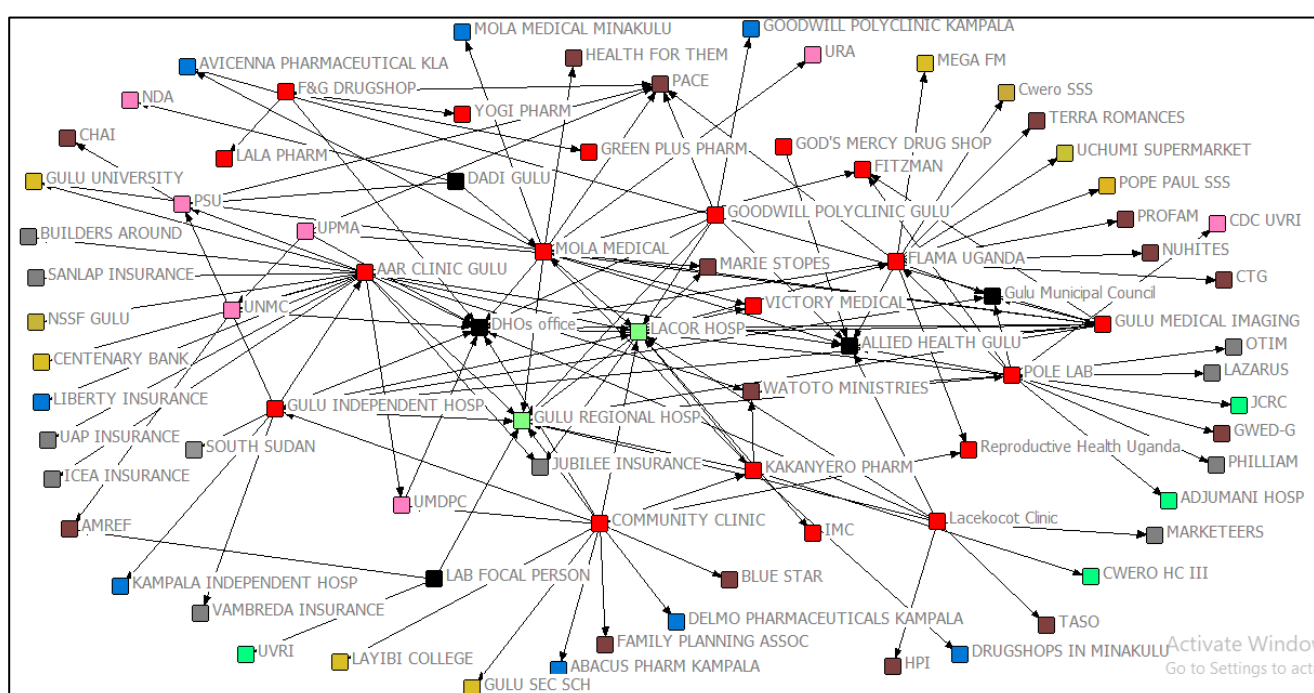 MOLA MEDICAL MINAKULU
GOODWILL POLYCLINIC KAMPALA
HEALTH FOR THEM
URA
AVICENNA PHARMACEUTICAL KLA
MEGA FM
PACE
F&G DRUGSHOP
Cwero SSS
NDA
YOGI PHARM
TERRA ROMANCES
CHAI
GOD'S MERCY DRUG SHOP
LALA PHARM
GREEN PLUS PHARM
UCHUMI SUPERMARKET
FITZMAN
GULU UNIVERSITY
DADI GULU
POPE PAUL SSS
PSU
GOODWILL POLYCLINIC GULU
PROFAM
CDC UVRI
UPMA
BUILDERS AROUND
MOLA MEDICAL
NUHITES
FLAMA UGANDA
MARIE STOPES
AAR CLINIC GULU
SANLAP INSURANCE
CTG
Gulu Municipal Council
VICTORY MEDICAL
UNMC
NSSF GULU
DHOs office
LACOR HOSP
GULU MEDICAL IMAGING
ALLIED HEALTH GULU
OTIM
CENTENARY BANK
POLE LAB
LAZARUS
WATOTO MINISTRIES
LIBERTY INSURANCE
GULU INDEPENDENT HOSP
JCRC
GULU REGIONAL HOSP
UAP INSURANCE
SOUTH SUDAN
GWED-G
Reproductive Health Uganda
JUBILEE INSURANCE
KAKANYERO PHARM
PHILLIAM
ICEA INSURANCE
UMDPC
ADJUMANI HOSP
AMREF
COMMUNITY CLINIC
Lacekocot Clinic
IMC
MARKETEERS
KAMPALA INDEPENDENT HOSP
LAB FOCAL PERSON
BLUE STAR
CWERO HC III
VAMBREDA INSURANCE
DELMO PHARMACEUTICALS KAMPALA
TASO
FAMILY PLANNING ASSOC
Activate Window
UVRI
LAYIBI COLLEGE
ABACUS PHARM KAMPALA
HPI
DRUGSHOPS IN MINAKULU
Go to Settings to acti
GULU SEC SCH